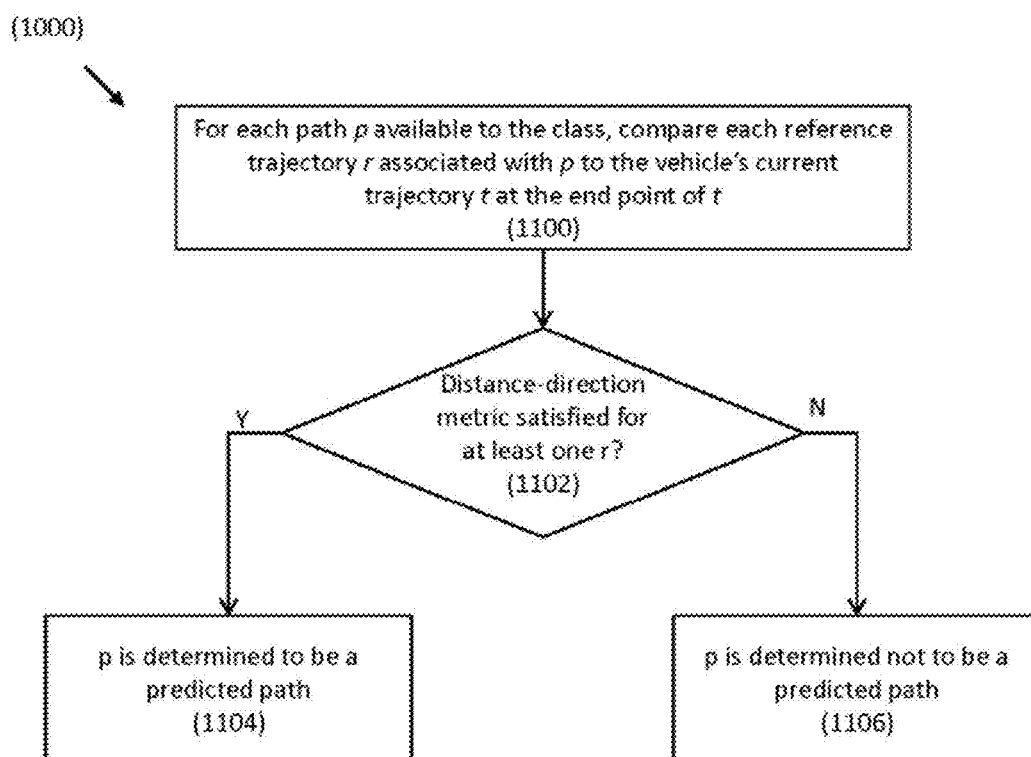 (1000)
For each path p available to the class, compare each reference
trajectory r associated with p to the vehicle's current
trajectory t at the end point of t
(1100)
Distance-direction
metric satisfied for
at least one r?
(1102)
Y
N
p is determined to be a
predicted path
(1104)
p is determined not to be a
predicted path
(1106)